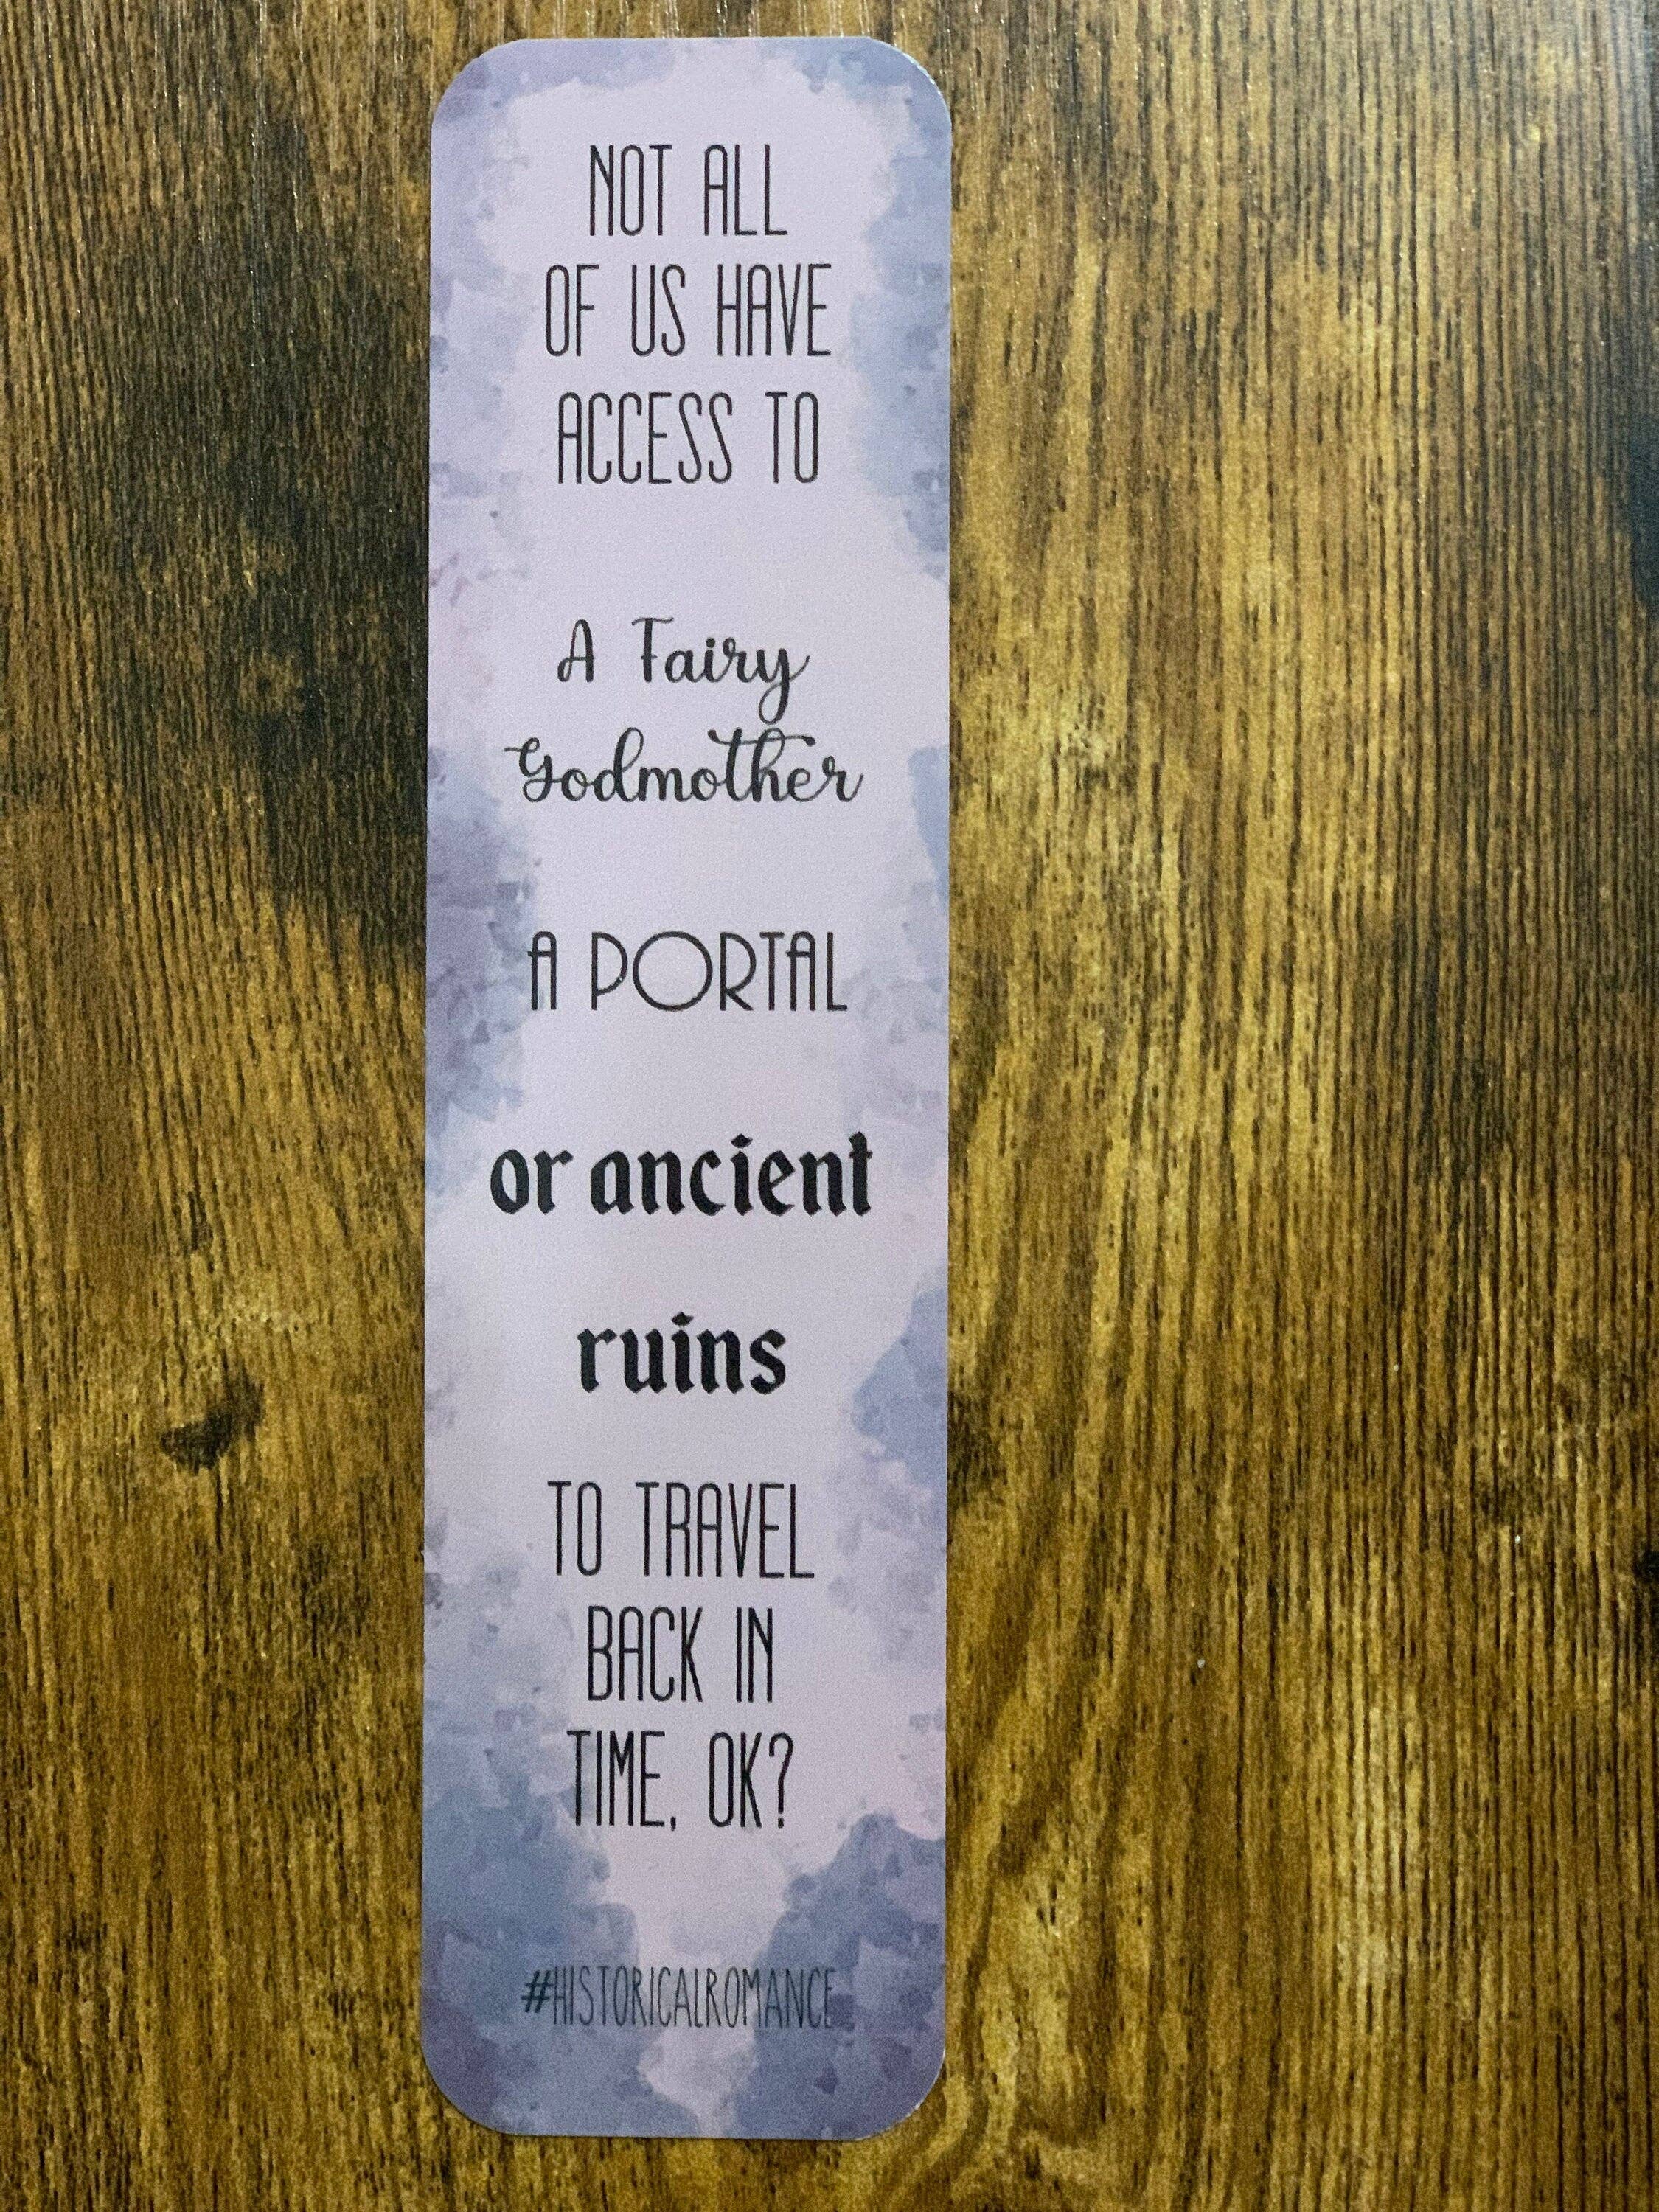 NOT ALL
OF US HAVE
ACCESS TO
A Fairy
Godmother
A PORTAL
or ancient
ruins
TO TRAVEL
BACK IN
TIME, OK?
#HISTORICALROMANCE